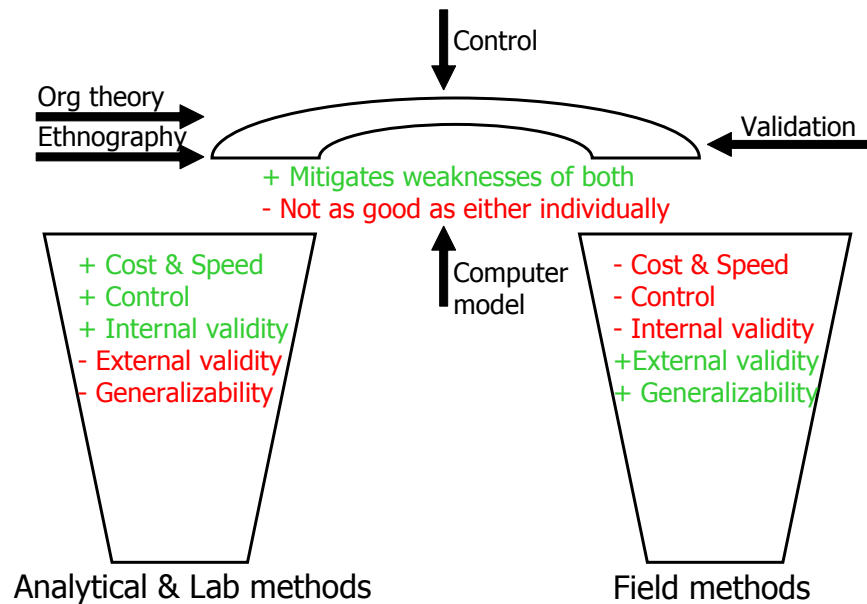 Control
Org theory
Ethnography
Validation
+ Mitigates weaknesses of both
- Not as good as either individually
Computer
model
+ Cost & Speed
+ Control
+ Internal validity
- External validity
- Generalizability
- Cost & Speed
- Control
- Internal validity
+External validity
+ Generalizability
Analytical & Lab methods
Field methods